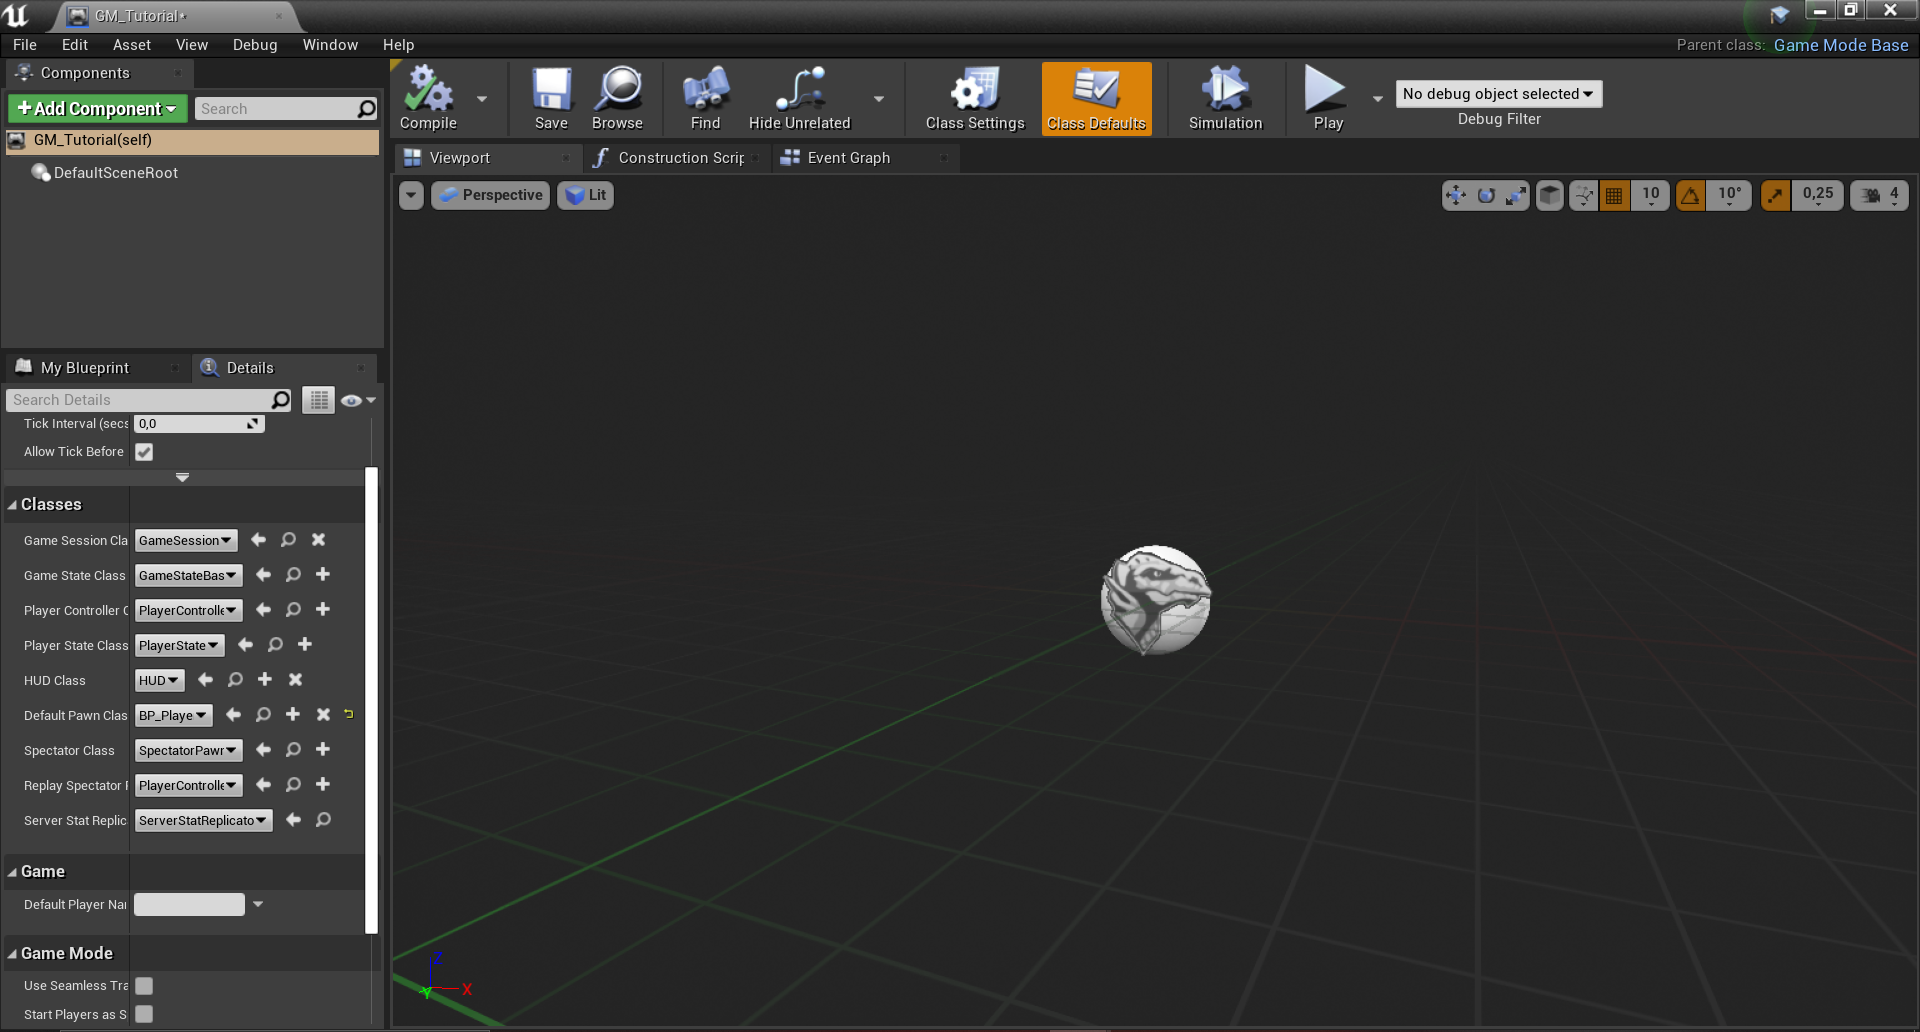 GM_Tutorial*
File Edit Asset View Debug Window Help
Parent class: Game Mode Base
Components
Add Component Search
GM_Tutorial(self)
DefaultSceneRoot
Compile Save Browse Find Hide Unrelated Class Settings Class Defaults Simulation Play
No debug object selected
Debug Filter
Viewport Construction Scrip Event Graph
Perspective Lit 10 10° 0,25 4
My Blueprint Details
Search Details
Tick Interval (secs 0,0
Allow Tick Before
Classes
Game Session Cla GameSession
Game State Class GameStateBas
Player Controller C PlayerControlle
Player State Class PlayerState
HUD Class HUD
Default Pawn Clas BP_Playe
Spectator Class SpectatorPawn
Replay Spectator P PlayerControlle
Server Stat Replic ServerStatReplicato
Game
Default Player Na
Game Mode
Use Seamless Tra
Start Players as S
Z
Y X